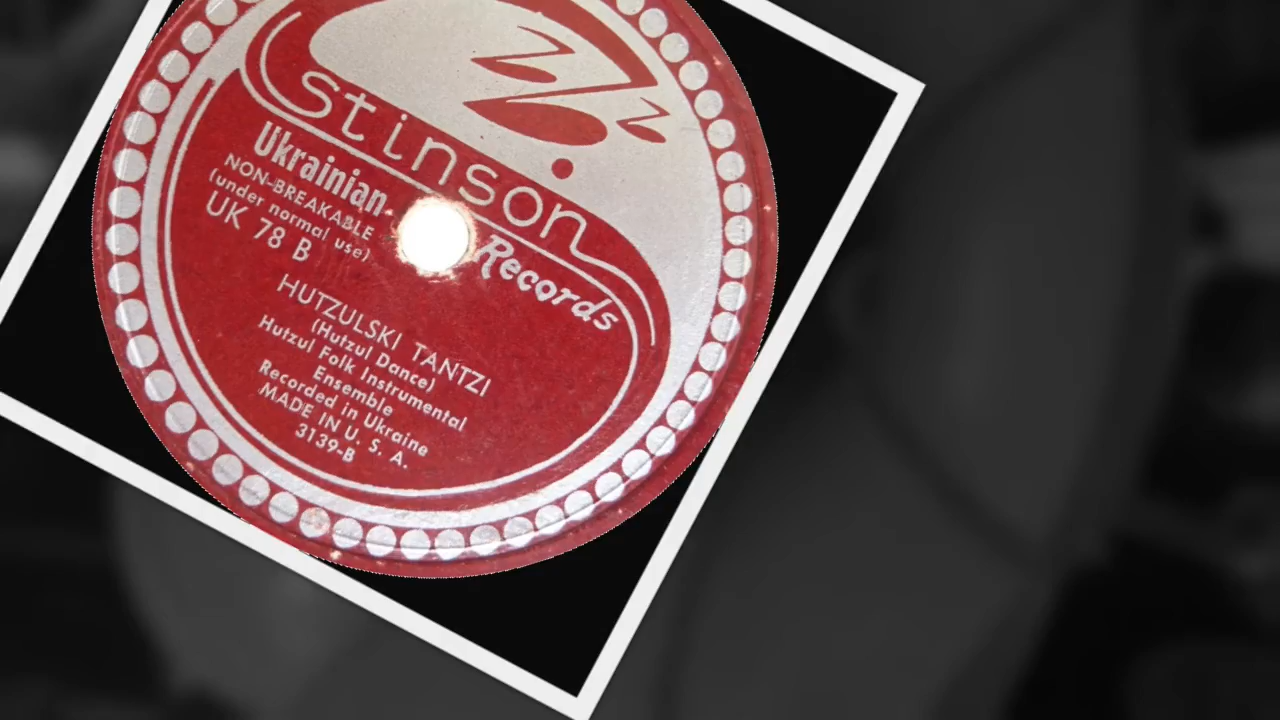 Stinson
Records
Ukrainian
NON-BREAKABLE
(under normal use)
UK 78 B
HUTZULSKI TANTZI
(Hutzul Dance)
Hutzul Folk Instrumental
Ensemble
Recorded in Ukraine
MADE IN U. S. A.
3139-B